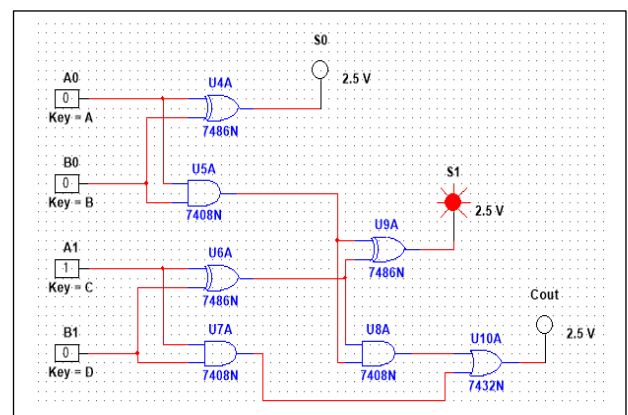 S0
A0
U4A
2.5 V
0
Key = A
7486N
B0
U5A
S1
0
2.5 V
Key = B
7408N
U9A
A1
U6A
1
7486N
Key = C
7486N
Cout
B1
U7A
U8A
U10A
2.5 V
0
Key = D
7408N
7408N
7432N